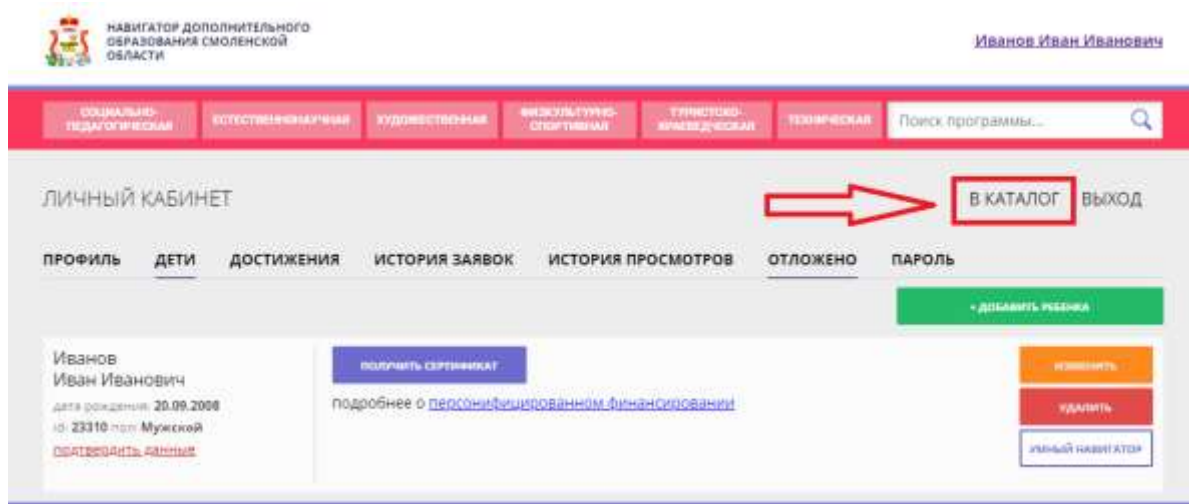 НАВИГАТОР ДОПОЛНИТЕЛЬНОГО
ОБРАЗОВАНИЯ СМОЛЕНСКОЙ
ОБЛАСТИ
Иванов Иван Иванович
СОЦИАЛЬНО-
ПЕДАГОГИЧЕСКАЯ
ЕСТЕСТВЕННОНАУЧНАЯ
ХУДОЖЕСТВЕННАЯ
ФИЗКУЛЬТУРНО-
СПОРТИВНАЯ
ТУРИСТСКО-
КРАЕВЕДЧЕСКАЯ
ТЕХНИЧЕСКАЯ
Поиск программы...
ЛИЧНЫЙ КАБИНЕТ
В КАТАЛОГ ВЫХОД
ПРОФИЛЬ ДЕТИ ДОСТИЖЕНИЯ ИСТОРИЯ ЗАЯВОК ИСТОРИЯ ПРОСМОТРОВ ОТЛОЖЕНО ПАРОЛЬ
+ ДОБАВИТЬ РЕБЕНКА
Иванов
Иван Иванович
дата рождения: 20.09.2008
id: 23310 пол: Мужской
подтвердить данные
ПОЛУЧИТЬ СЕРТИФИКАТ
подробнее о персонифицированном финансировании
ИЗМЕНИТЬ
УДАЛИТЬ
УМНЫЙ НАВИГАТОР